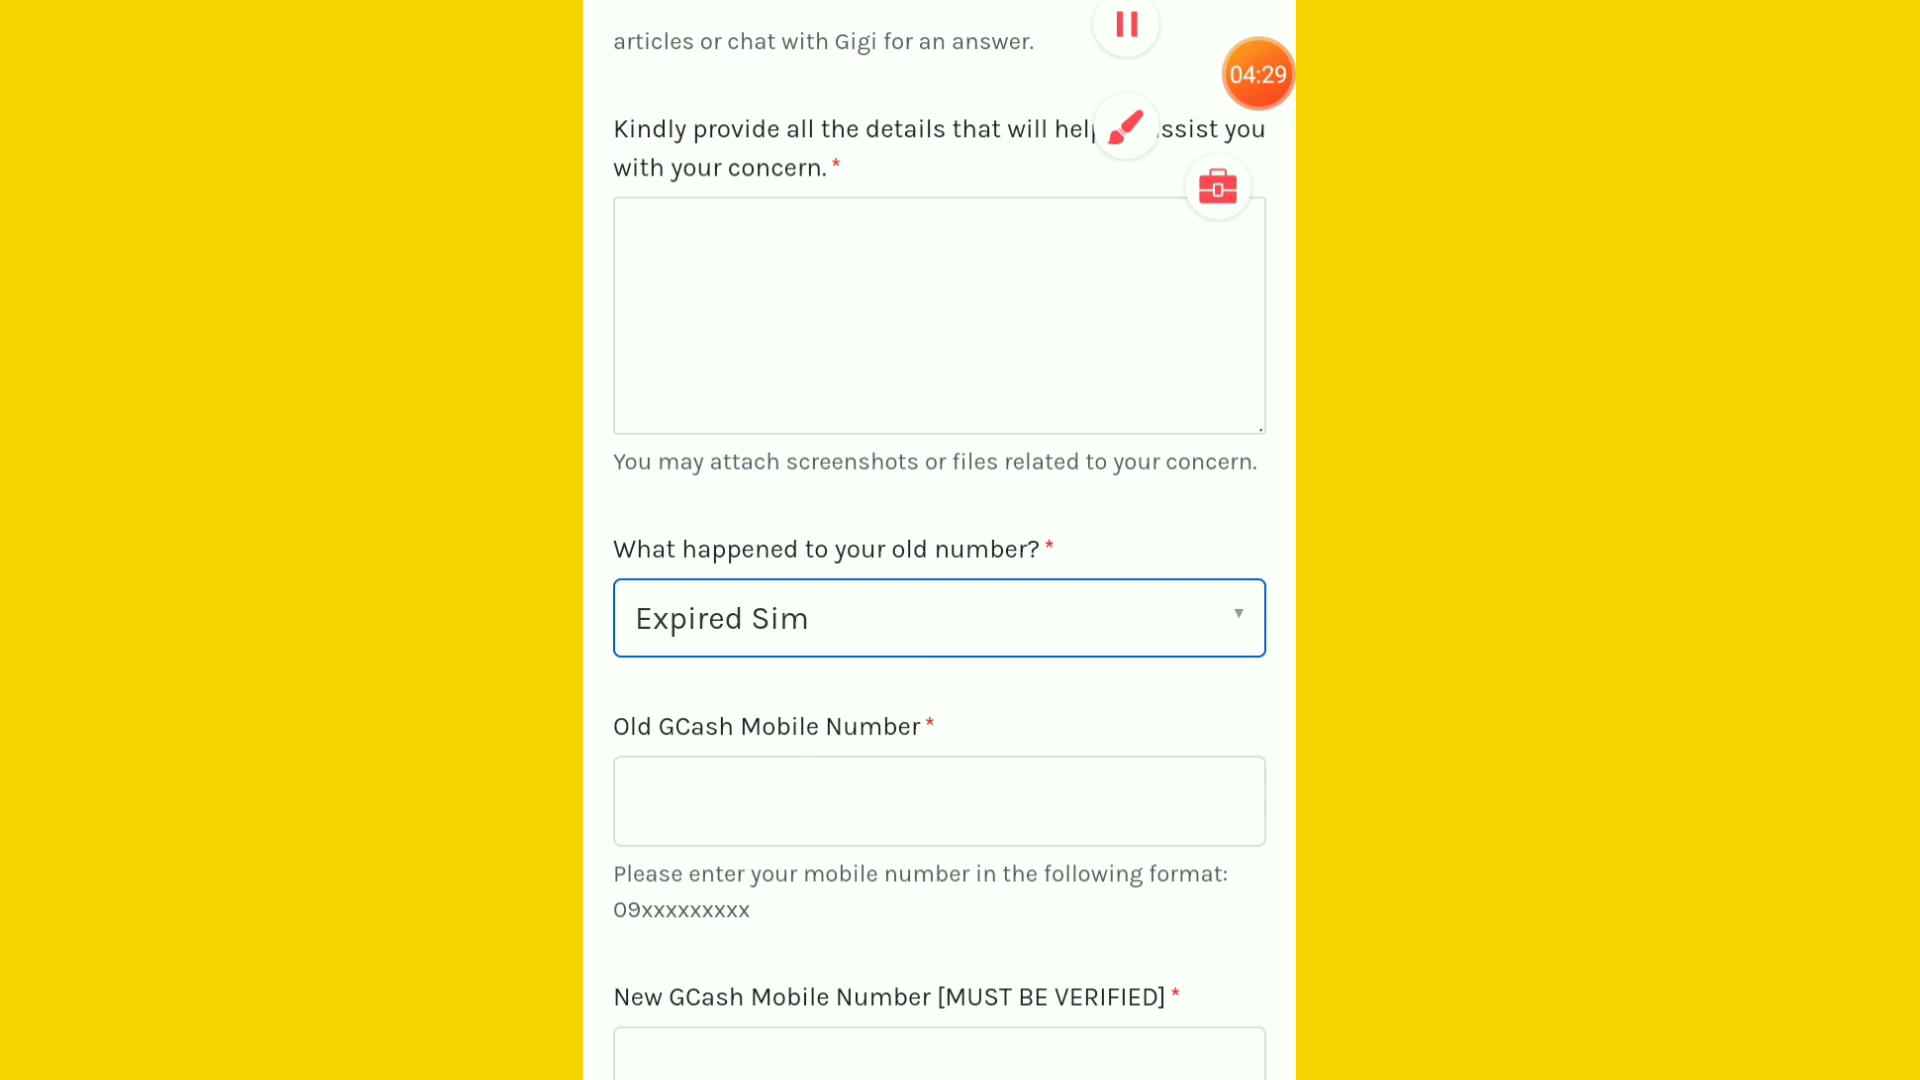 articles or chat with Gigi for an answer.
04:29
Kindly provide all the details that will help ssist you
with your concern. *
You may attach screenshots or files related to your concern.
What happened to your old number? *
Expired Sim
Old GCash Mobile Number *
Please enter your mobile number in the following format:
09xxxxxxxxx
New GCash Mobile Number [MUST BE VERIFIED] *